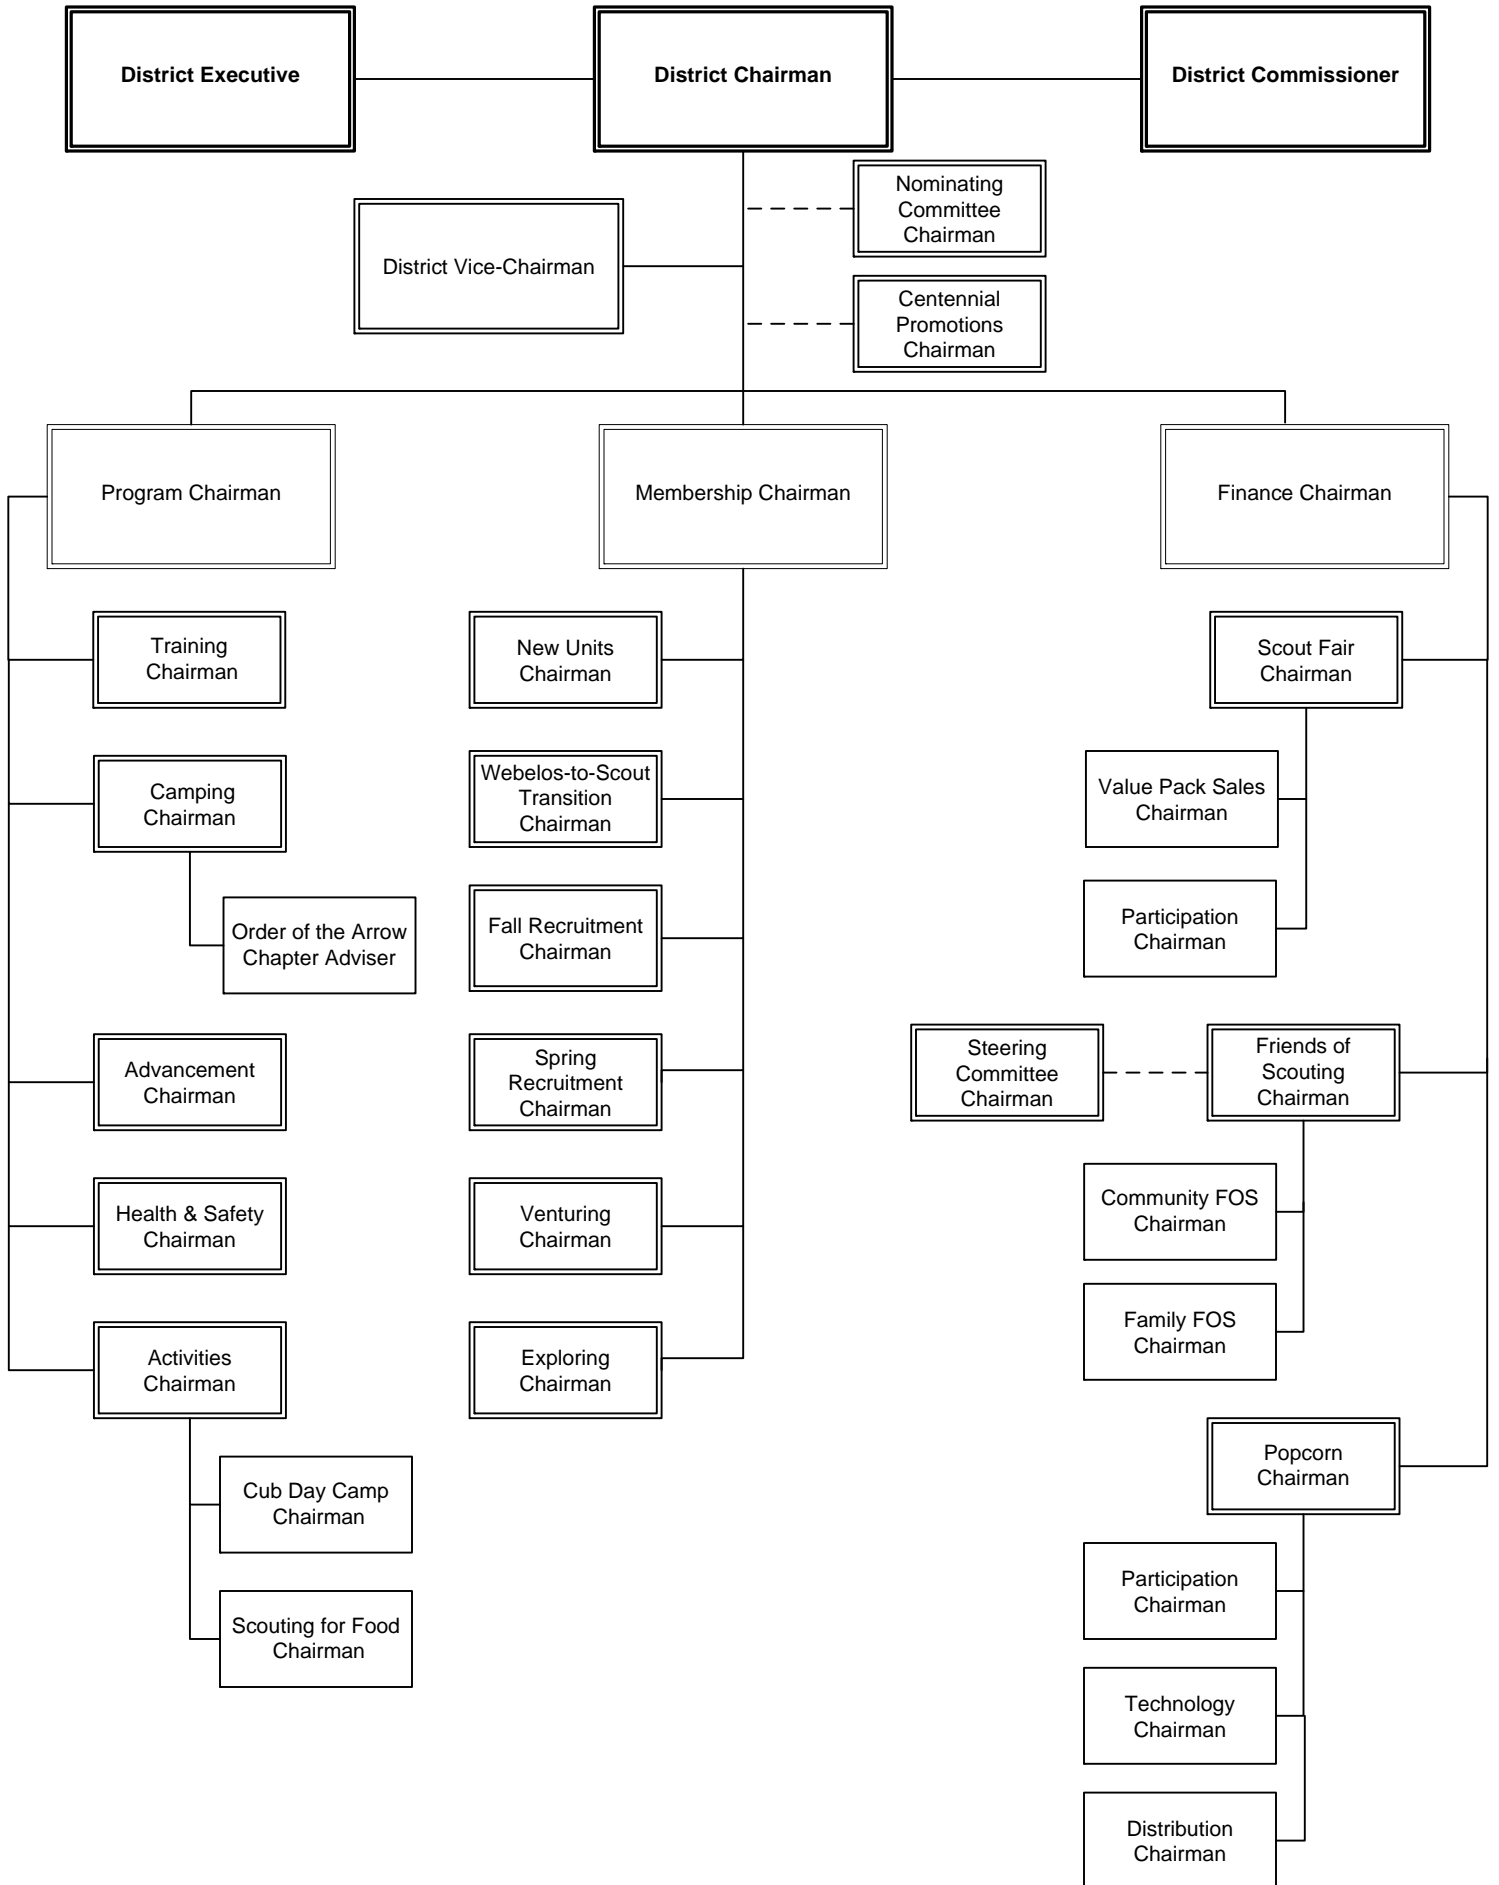 District Executive
District Chairman
District Commissioner
Nominating
Committee
Chairman
District Vice-Chairman
Centennial
Promotions
Chairman
Program Chairman
Membership Chairman
Finance Chairman
Training
Chairman
Camping
Chairman
Order of the Arrow
Chapter Adviser
Advancement
Chairman
Health & Safety
Chairman
Activities
Chairman
Cub Day Camp
Chairman
Scouting for Food
Chairman
New Units
Chairman
Webelos-to-Scout
Transition
Chairman
Fall Recruitment
Chairman
Spring
Recruitment
Chairman
Venturing
Chairman
Exploring
Chairman
Scout Fair
Chairman
Value Pack Sales
Chairman
Participation
Chairman
Steering
Committee
Chairman
Friends of
Scouting
Chairman
Community FOS
Chairman
Family FOS
Chairman
Popcorn
Chairman
Participation
Chairman
Technology
Chairman
Distribution
Chairman